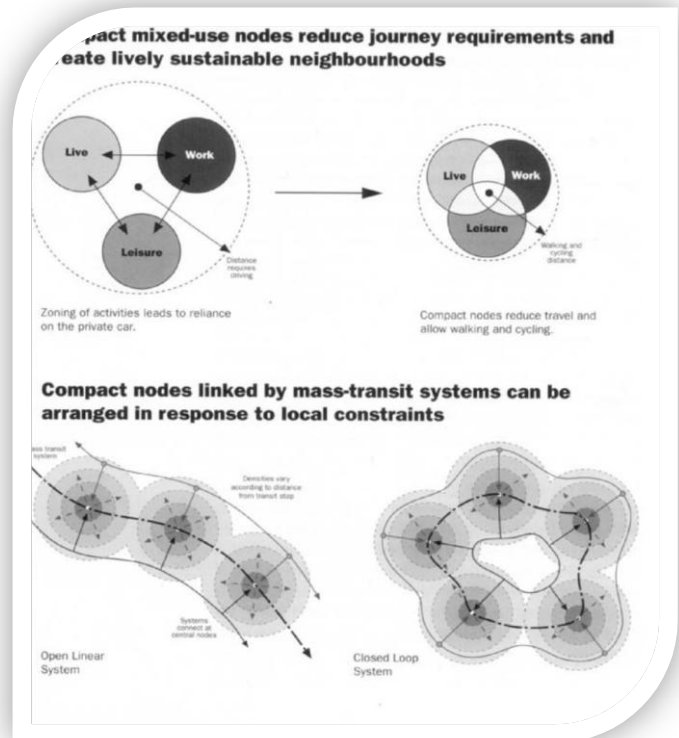 mpact mixed-use nodes reduce journey requirements and
create lively sustainable neighbourhoods
Live
Work
Leisure
Distance
requires
driving
Live
Work
Leisure
Walking and
cycling
distance
Zoning of activities leads to reliance
on the private car.
Compact nodes reduce travel and
allow walking and cycling.
Compact nodes linked by mass-transit systems can be
arranged in response to local constraints
ass transit
system
Densities vary
according to distance
from transit stop
Systems
connect at
central nodes
Open Linear
System
Closed Loop
System